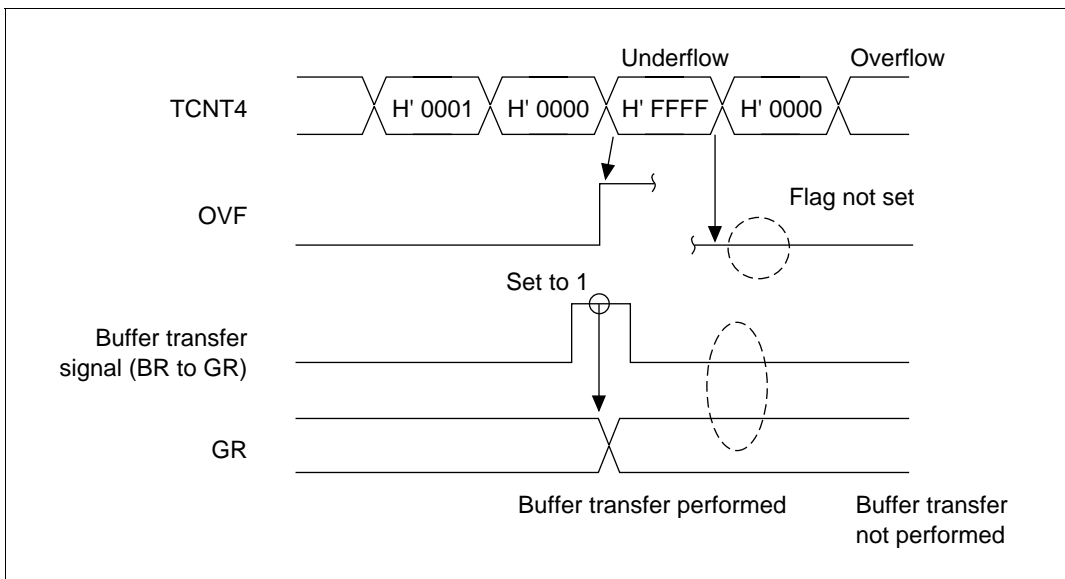 Underflow
Overflow
TCNT4
H' 0001
H' 0000
H' FFFF
H' 0000
OVF
Flag not set
Set to 1
Buffer transfer
signal (BR to GR)
GR
Buffer transfer performed
Buffer transfer
not performed